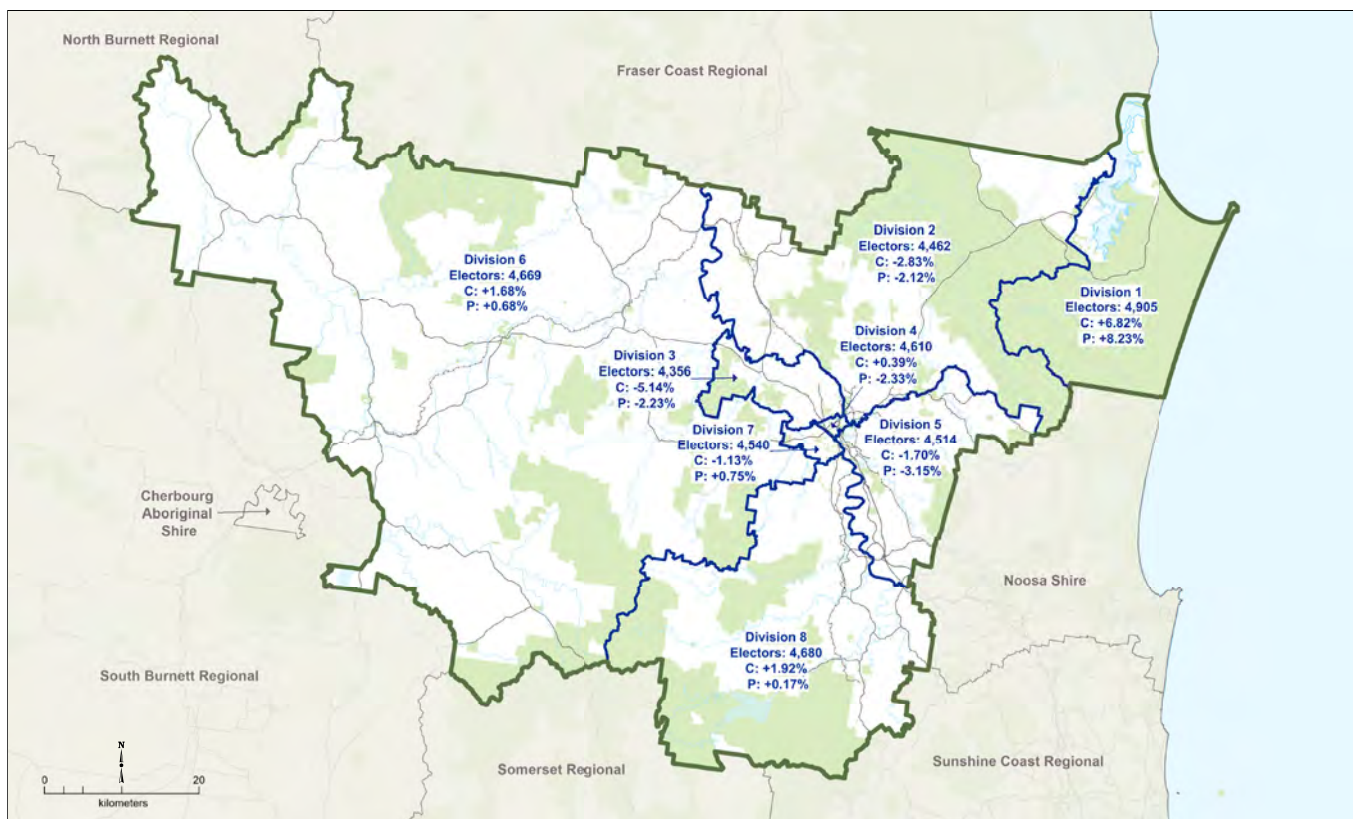 North Burnett Regional
Fraser Coast Regional
Division 2
Electors: 4,462
C: -2.83%
P: -2.12%
Division 6
Electors: 4,669
C: +1.68%
P: +0.68%
Division 1
Electors: 4,905
C: +6.82%
P: +8.23%
Division 4
Electors: 4,610
C: +0.39%
P: -2.33%
Division 3
Electors: 4,356
C: -5.14%
P: -2.23%
Division 7
Electors: 4,540
C: -1.13%
P: +0.75%
Division 5
Electors: 4,514
C: -1.70%
P: -3.15%
Cherbourg
Aboriginal
Shire
Noosa Shire
Division 8
Electors: 4,680
C: +1.92%
P: +0.17%
South Burnett Regional
Somerset Regional
Sunshine Coast Regional
N
0 20
kilometers